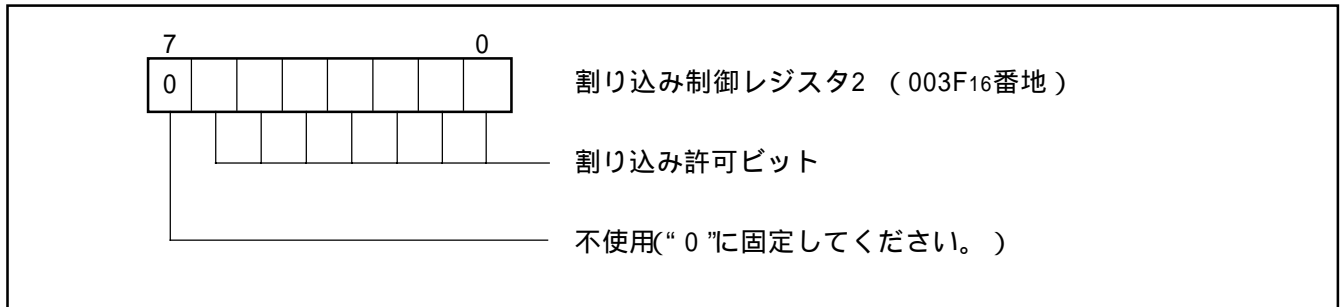 7 0
0
割り込み制御レジスタ2 (003F16番地)
割り込み許可ビット
不使用(“0”に固定してください。)